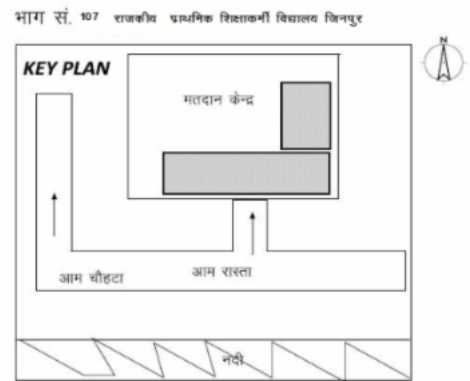 भाग सं. 107 राजकीय प्राथमिक शिक्षाकर्मी विद्यालय जिनपुर
N
KEY PLAN
मतदान केन्द्र
आम चौहटा
आम रास्ता
नदी